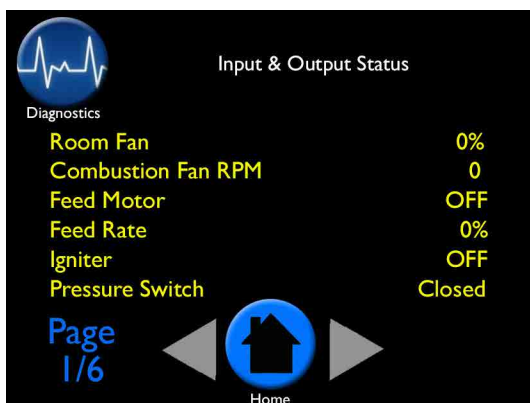 Input & Output Status
Diagnostics
Room Fan 0%
Combustion Fan RPM 0
Feed Motor OFF
Feed Rate 0%
Igniter OFF
Pressure Switch Closed
Page
1/6
Home